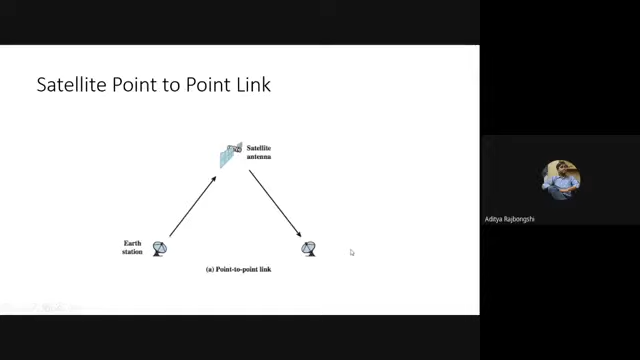 Satellite Point to Point Link
Satellite
antenna
Earth
station
(a) Point-to-point link
Aditya Rajbongshi